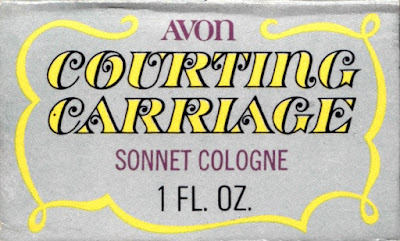 AVON
COURTING
CARRIAGE
SONNET COLOGNE
1 FL. OZ.